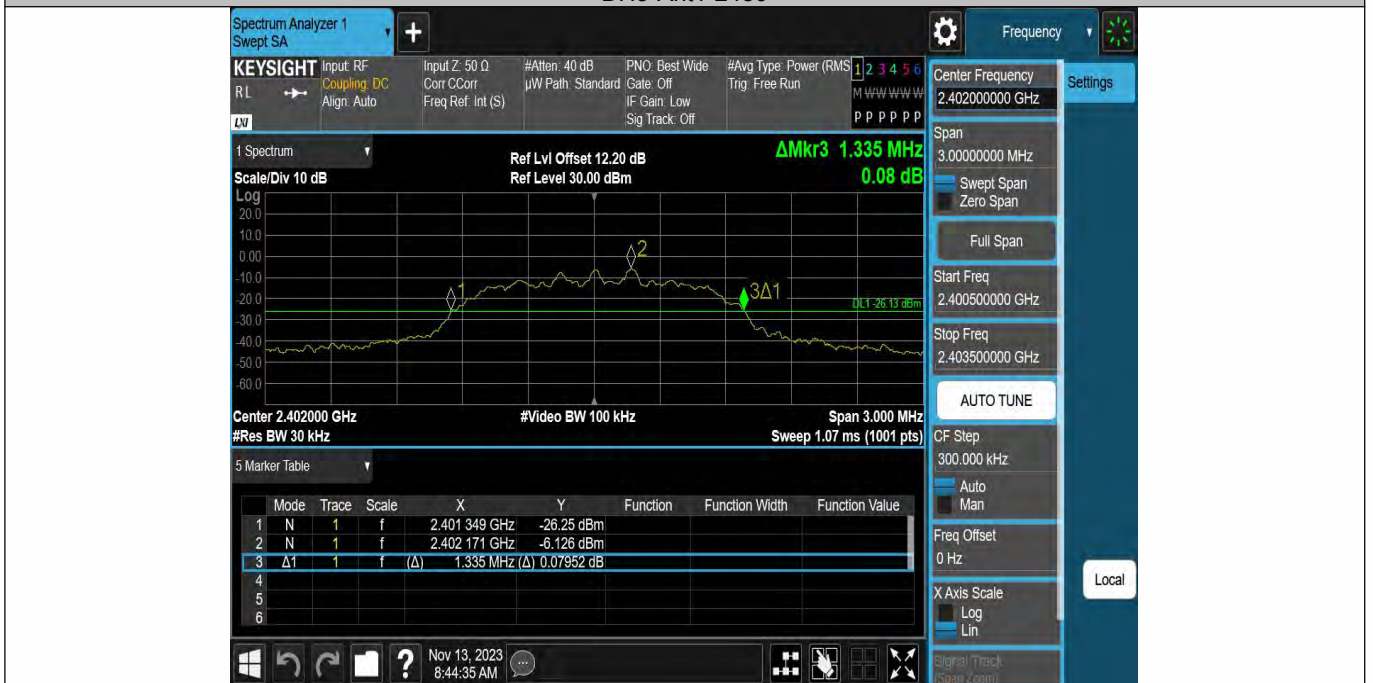 Spectrum Analyzer 1
Swept SA
+
Frequency
KEYSIGHT Input: RF Input Z: 50 Ω #Atten: 40 dB PNO: Best Wide #Avg Type: Power (RMS 1 2 3 4 5 6
RL Coupling: DC Corr CCorr µW Path: Standard Gate: Off Trig: Free Run M W W W W W
Align: Auto Freq Ref: Int (S) IF Gain: Low
LXI Sig Track: Off P P P P P P
1 Spectrum
Scale/Div 10 dB
Ref Lvl Offset 12.20 dB
Ref Level 30.00 dBm
ΔMkr3 1.335 MHz
0.08 dB
Log
20.0
10.0
0.00
-10.0
-20.0
-30.0
-40.0
-50.0
-60.0
1
2
3Δ1
DL1 -26.13 dBm
Center 2.402000 GHz #Video BW 100 kHz Span 3.000 MHz
#Res BW 30 kHz Sweep 1.07 ms (1001 pts)
5 Marker Table
Mode Trace Scale X Y Function Function Width Function Value
1 N 1 f 2.401 349 GHz -26.25 dBm
2 N 1 f 2.402 171 GHz -6.126 dBm
3 Δ1 1 f (Δ) 1.335 MHz (Δ) 0.07952 dB
4
5
6
Center Frequency
2.402000000 GHz
Settings
Span
3.00000000 MHz
Swept Span
Zero Span
Full Span
Start Freq
2.400500000 GHz
Stop Freq
2.403500000 GHz
AUTO TUNE
CF Step
300.000 kHz
Auto
Man
Freq Offset
0 Hz
X Axis Scale
Log
Lin
Signal Track
(Span Zoom)
Local
?
Nov 13, 2023
8:44:35 AM